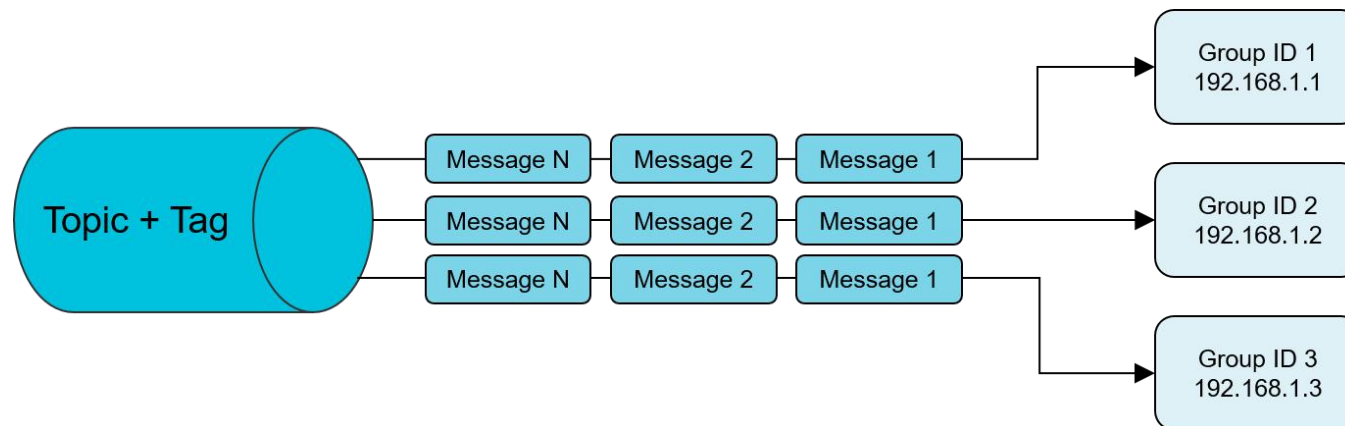 Topic + Tag
Message N
Message 2
Message 1
Message N
Message 2
Message 1
Message N
Message 2
Message 1
Group ID 1
192.168.1.1
Group ID 2
192.168.1.2
Group ID 3
192.168.1.3